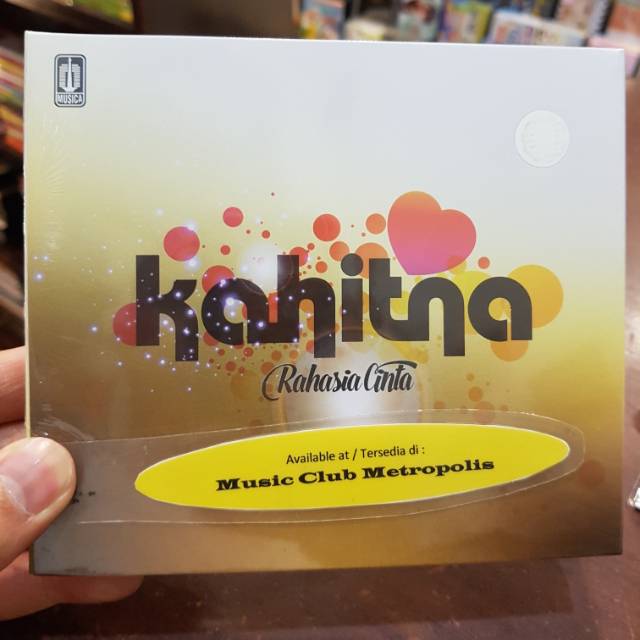 MUSICA
kahitna
Rahasia Cinta
Available at / Tersedia di :
Music Club Metropolis